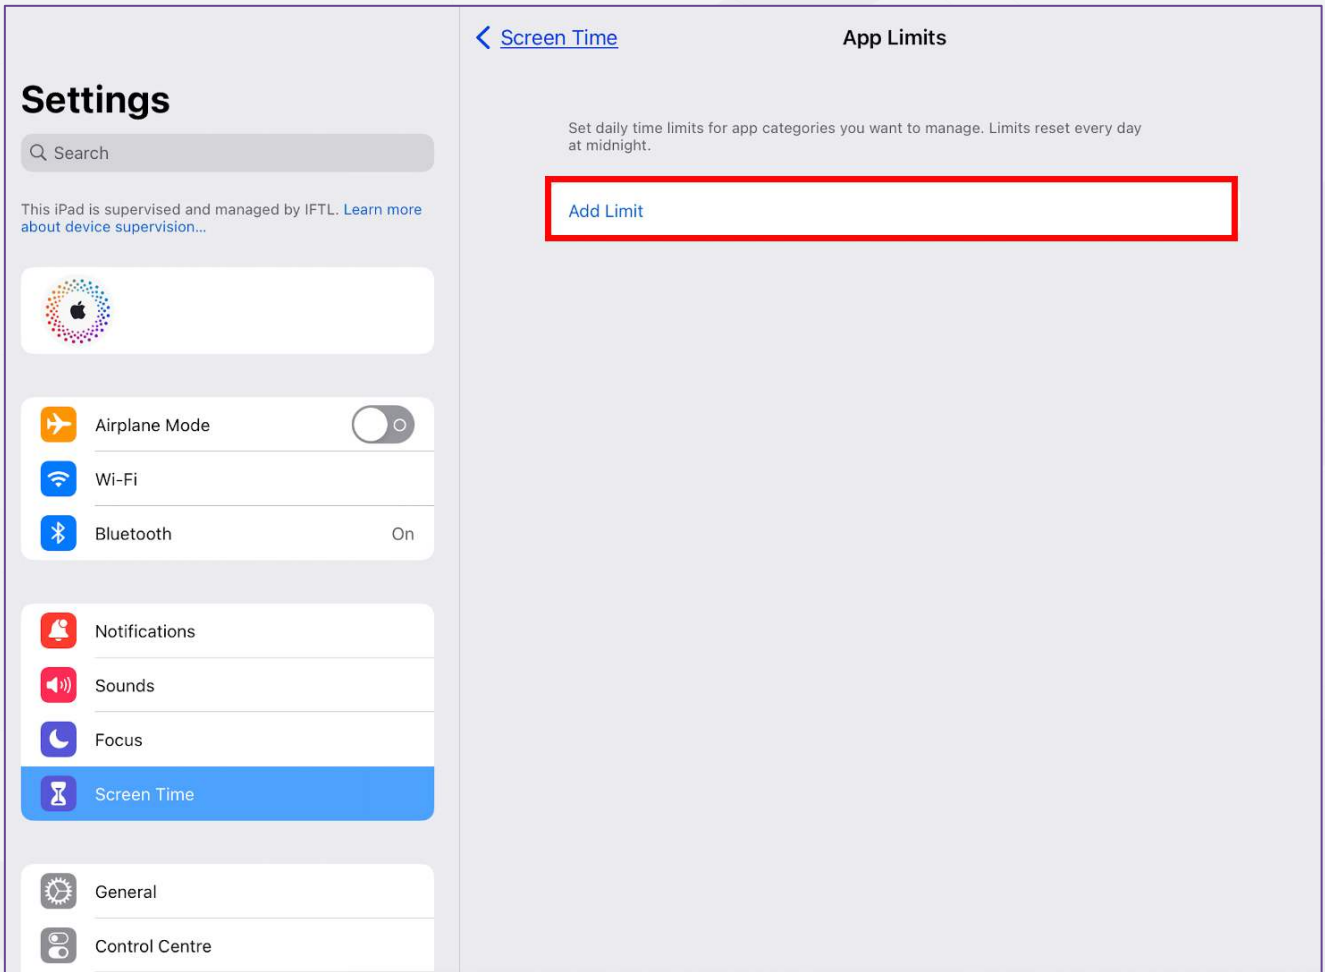 Settings
Search
This iPad is supervised and managed by IFTL. Learn more
about device supervision...
Airplane Mode
Wi-Fi
Bluetooth On
Notifications
Sounds
Focus
Screen Time
General
Control Centre
Screen Time App Limits
Set daily time limits for app categories you want to manage. Limits reset every day
at midnight.
Add Limit